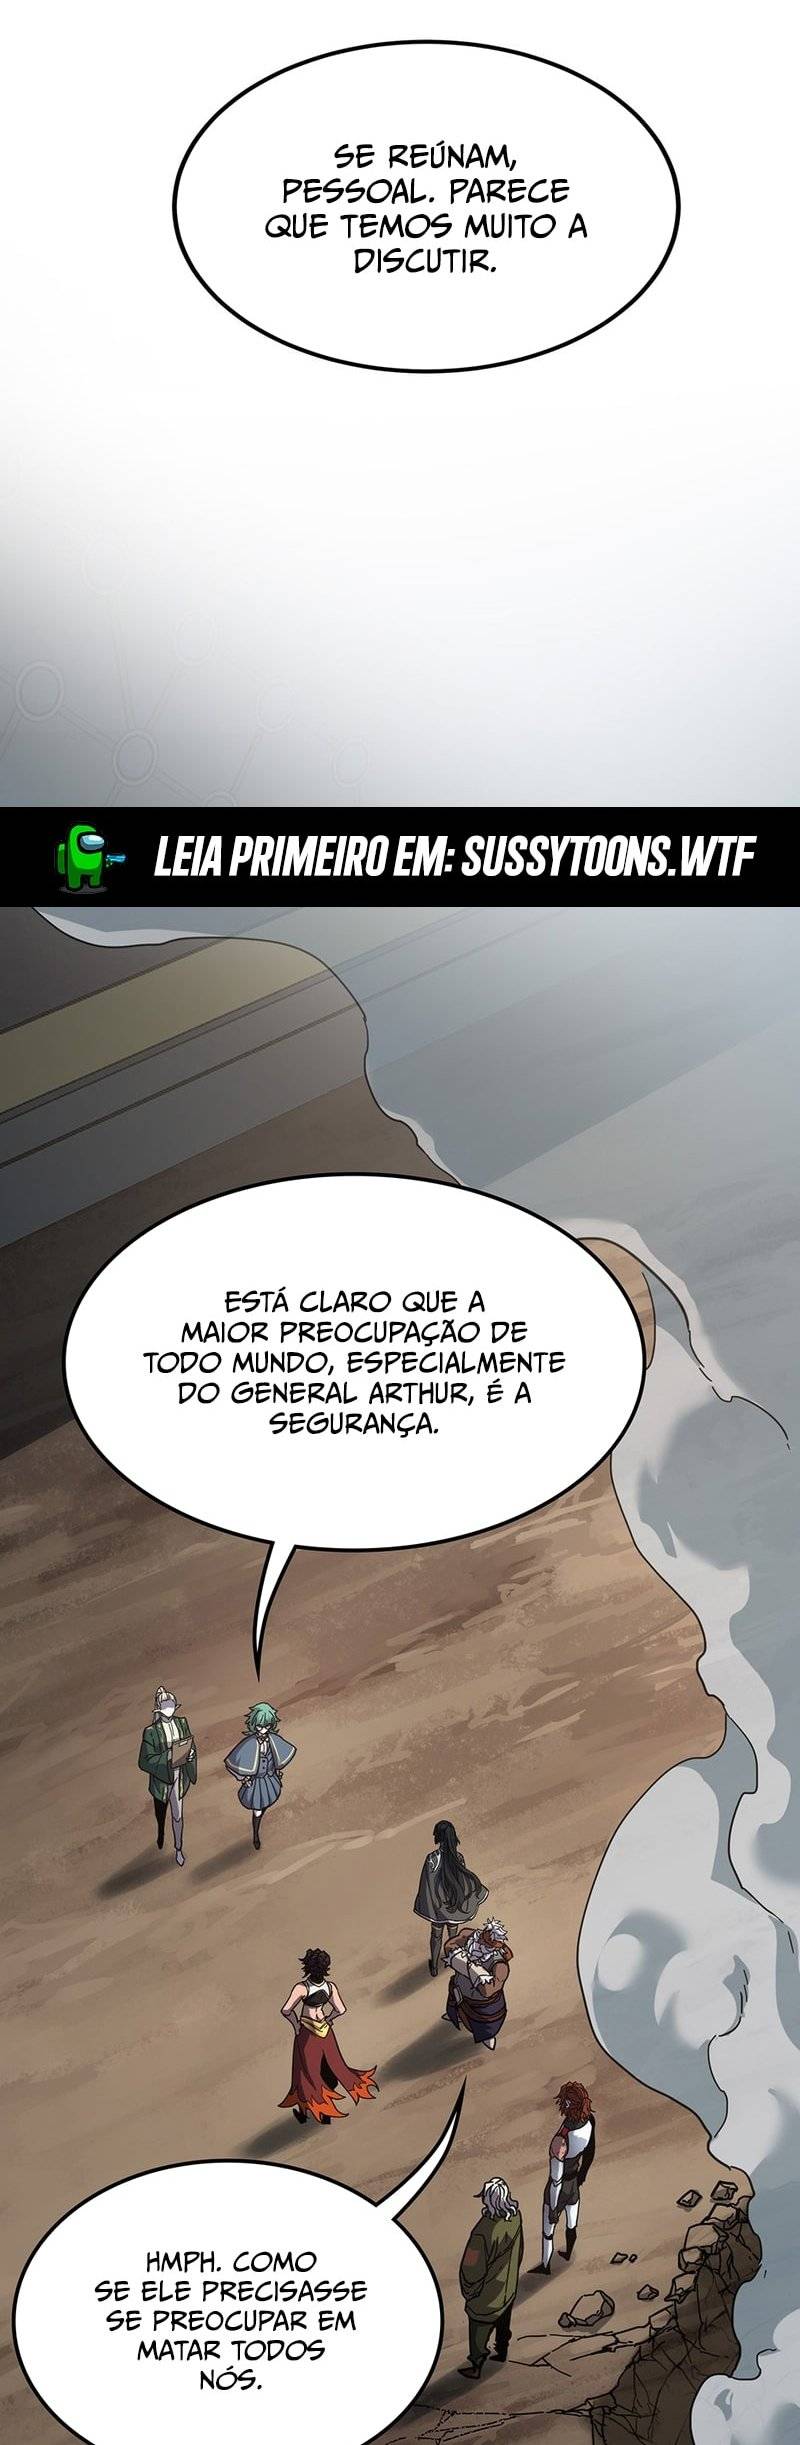 SE REÚNAM,
PESSOAL. PARECE
QUE TEMOS MUITO A
DISCUTIR.
LEIA PRIMEIRO EM: SUSSYTOONS.WTF
ESTÁ CLARO QUE A
MAIOR PREOCUPAÇÃO DE
TODO MUNDO, ESPECIALMENTE
DO GENERAL ARTHUR, É A
SEGURANÇA.
HMPH. COMO
SE ELE PRECISASSE
SE PREOCUPAR EM
MATAR TODOS
NÓS.